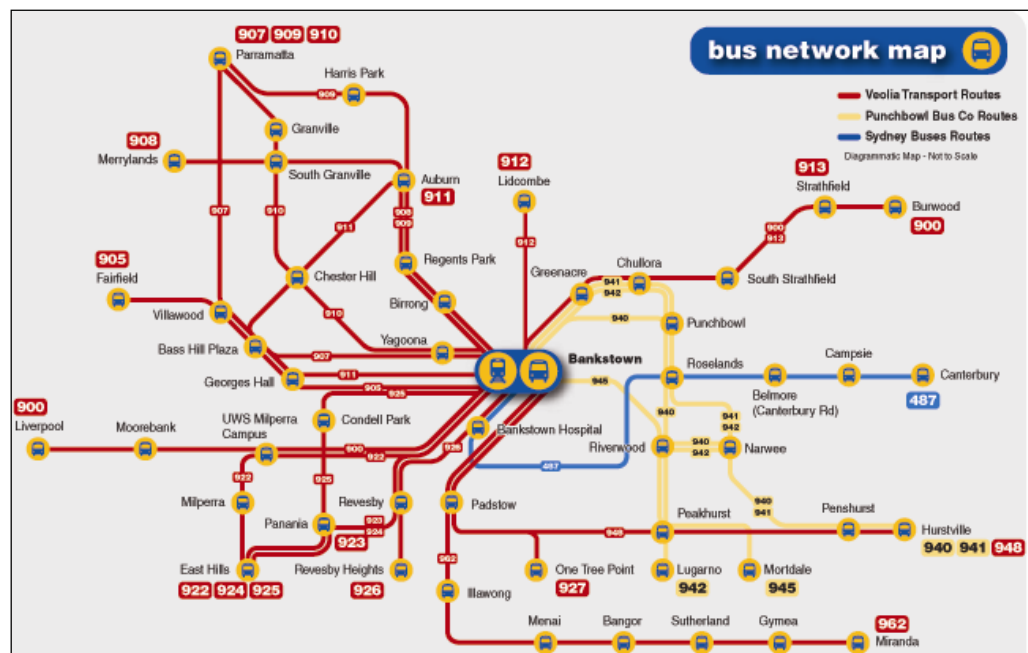 907 909 910
Parramatta
bus network map
Harris Park
909
Veolia Transport Routes
Punchbowl Bus Co Routes
Sydney Buses Routes
Diagrammatic Map - Not to Scale
Granville
908
Merrylands
South Granville
912
Lidcombe
913
Strathfield
Auburn
911
Burwood
900
907
910
911
908
909
912
900
913
905
Fairfield
Chester Hill
Regents Park
Greenacre
Chullora
941
942
South Strathfield
Birrong
Villawood
910
940
Punchbowl
Bass Hill Plaza
Yagoona
907
Bankstown
Roselands
Campsie
Georges Hall
911
945
Canterbury
487
905
925
Belmore
(Canterbury Rd)
900
Liverpool
Moorebank
UWS Milperra
Campus
Condell Park
Bankstown Hospital
940
941
942
926
Riverwood
940
942
Narwee
900
922
487
922
925
Milperra
Revesby
Padstow
940
941
Panania
923
923
924
Peakhurst
Penshurst
948
Hurstville
940 941 948
962
East Hills
922 924 925
Revesby Heights
926
One Tree Point
927
Lugarno
942
Mortdale
945
Illawong
Menai
Bangor
Sutherland
Gymea
962
Miranda